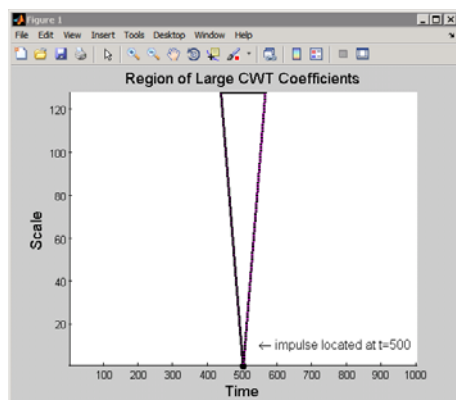 Figure 1
File Edit View Insert Tools Desktop Window Help
Region of Large CWT Coefficients
120
100
80
60
40
20
Scale
← impulse located at t=500
100 200 300 400 500 600 700 800 900 1000
Time